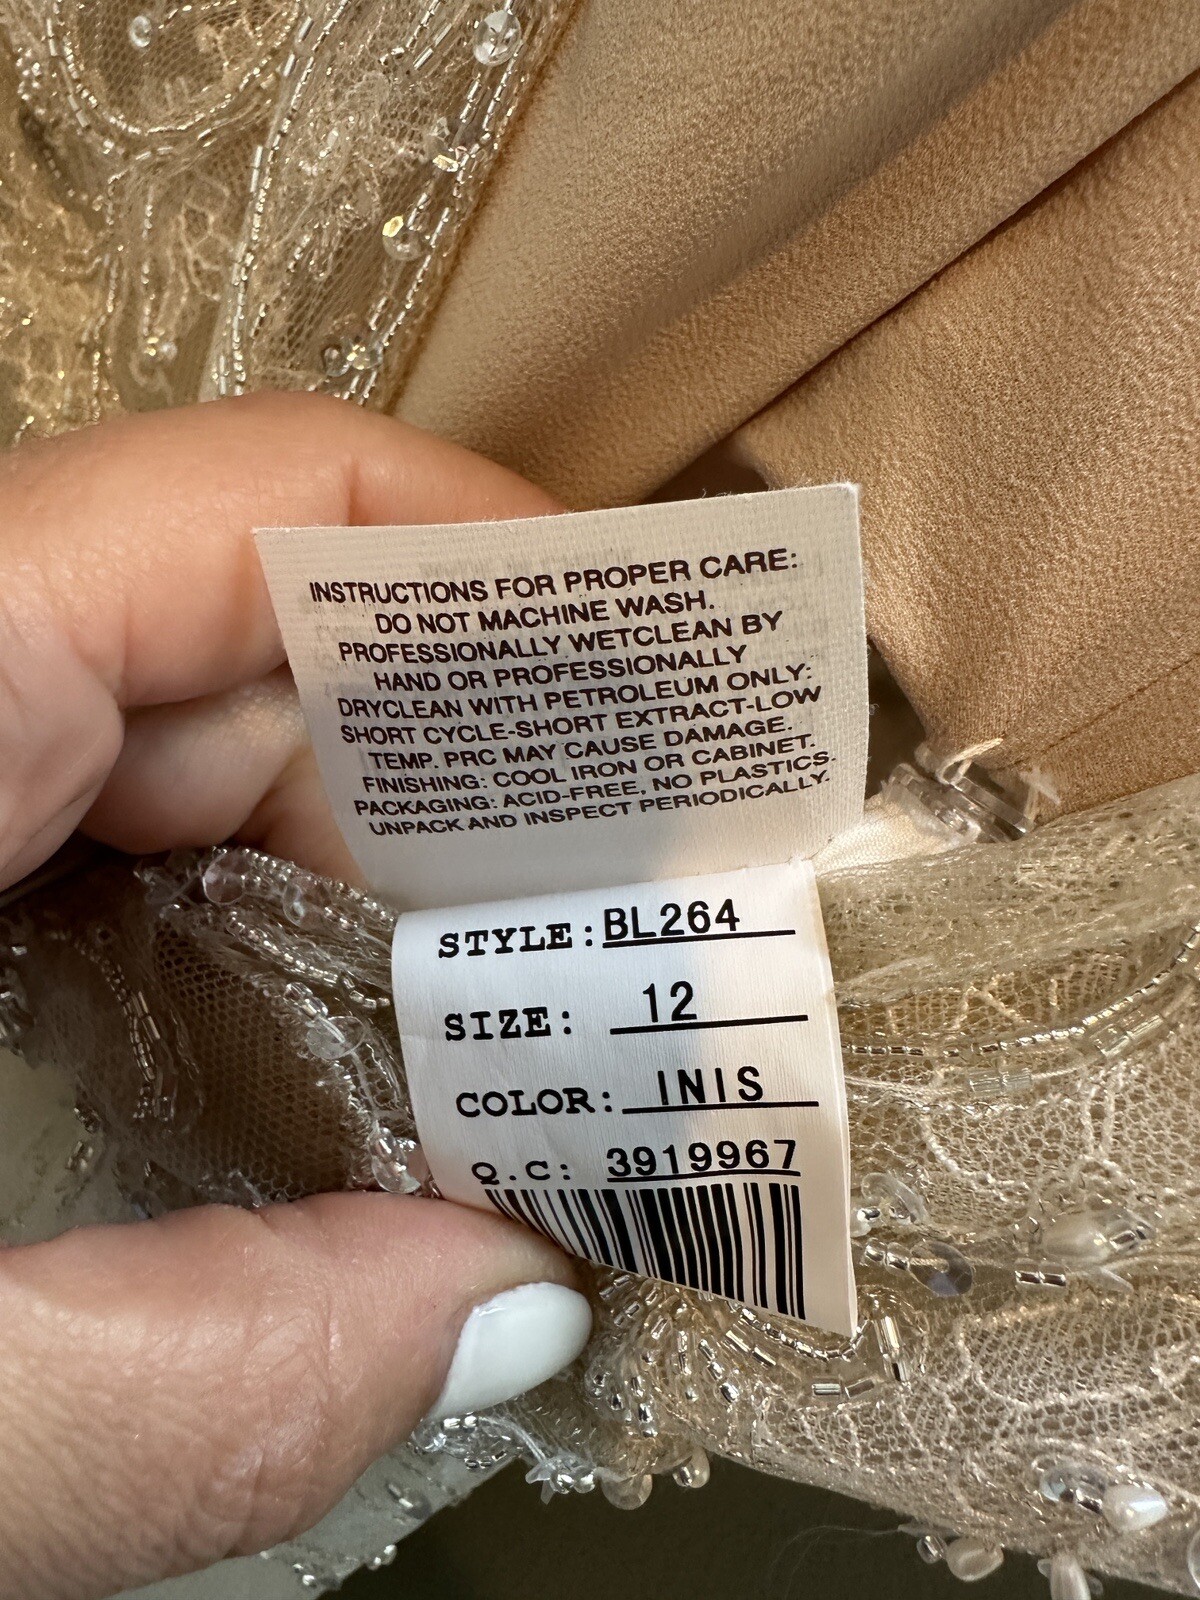 INSTRUCTIONS FOR PROPER CARE:
DO NOT MACHINE WASH.
PROFESSIONALLY WETCLEAN BY
HAND OR PROFESSIONALLY
DRYCLEAN WITH PETROLEUM ONLY:
SHORT CYCLE-SHORT EXTRACT-LOW
TEMP. PRC MAY CAUSE DAMAGE.
FINISHING: COOL IRON OR CABINET.
PACKAGING: ACID-FREE, NO PLASTICS.
UNPACK AND INSPECT PERIODICALLY.
STYLE: BL264
SIZE: 12
COLOR: INIS
Q.C: 3919967